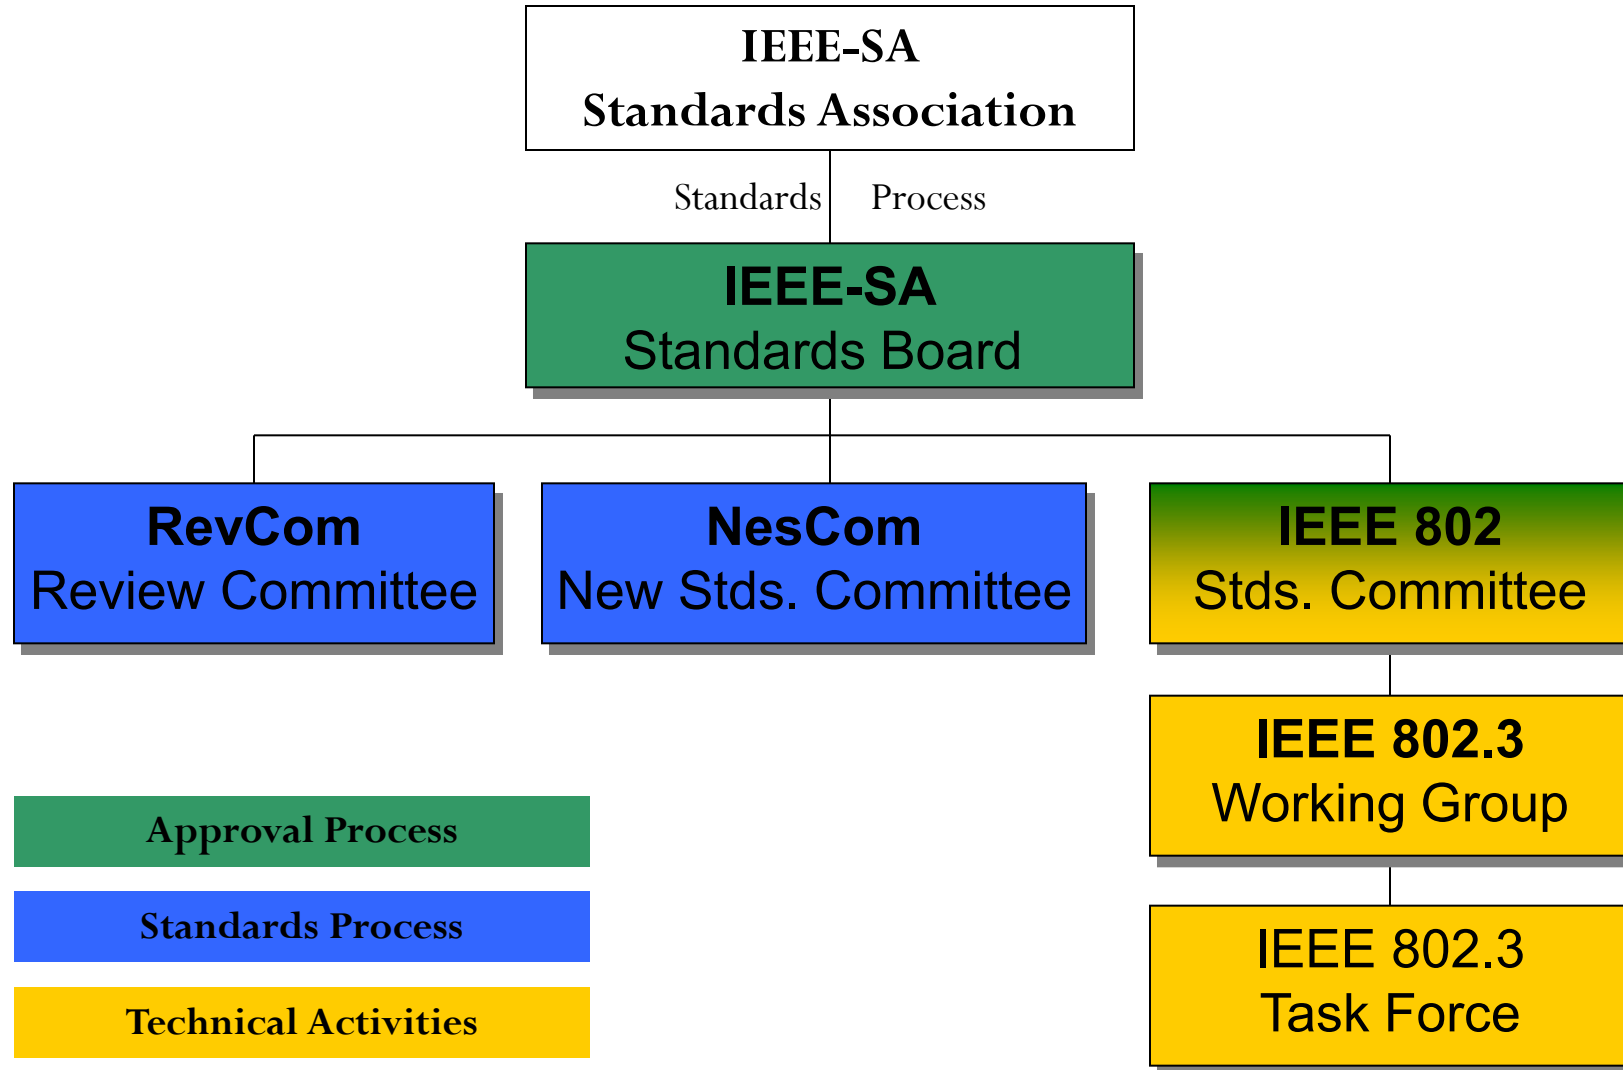 IEEE-SA
Standards Association
Standards Process
IEEE-SA
Standards Board
RevCom
Review Committee
NesCom
New Stds. Committee
IEEE 802
Stds. Committee
IEEE 802.3
Working Group
IEEE 802.3
Task Force
Approval Process
Standards Process
Technical Activities